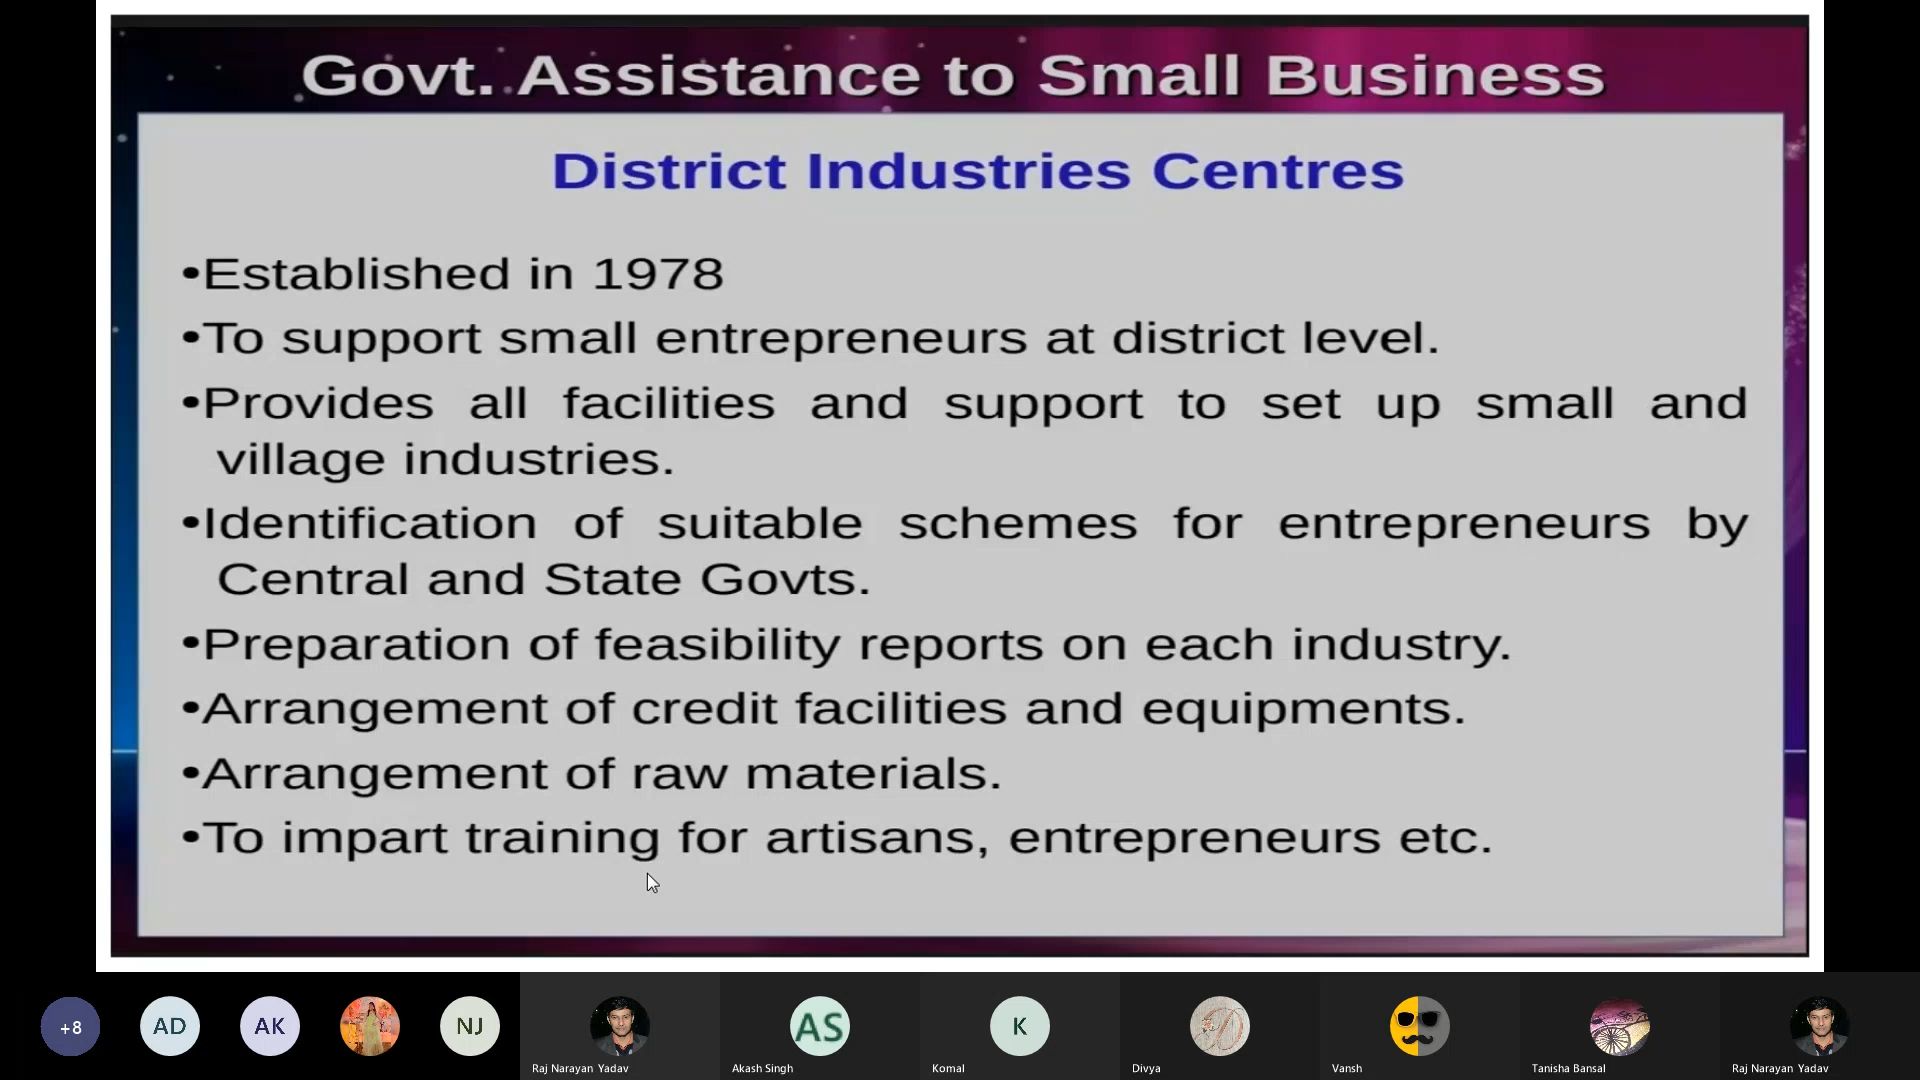 Govt. Assistance to Small Business
District Industries Centres
•Established in 1978
•To support small entrepreneurs at district level.
•Provides all facilities and support to set up small and
village industries.
•Identification of suitable schemes for entrepreneurs by
Central and State Govts.
•Preparation of feasibility reports on each industry.
•Arrangement of credit facilities and equipments.
•Arrangement of raw materials.
•To impart training for artisans, entrepreneurs etc.
+8
AD
AK
NJ
AS
K
D
Raj Narayan Yadav
Akash Singh
Komal
Divya
Vansh
Tanisha Bansal
Raj Narayan Yadav